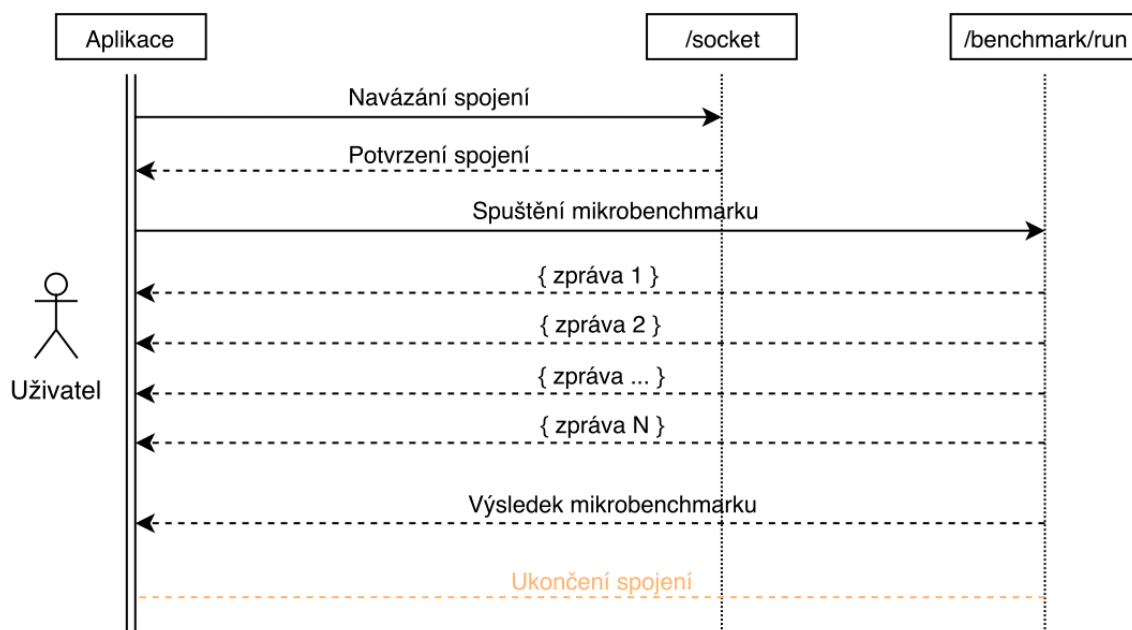 Aplikace
/socket
/benchmark/run
Navázání spojení
Potvrzení spojení
Spuštění mikrobenchmarku
{ zpráva 1 }
{ zpráva 2 }
{ zpráva ... }
Uživatel
{ zpráva N }
Výsledek mikrobenchmarku
Ukončení spojení